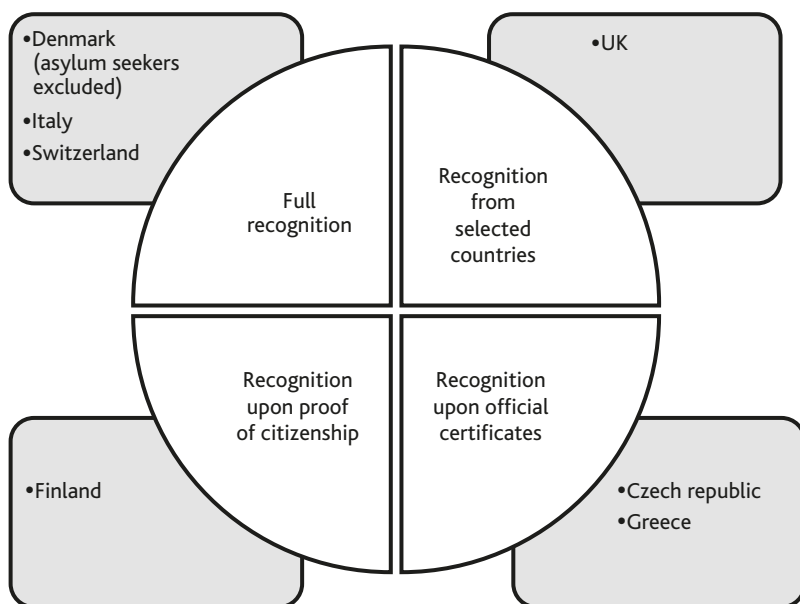 •Denmark
(asylum seekers
excluded)
•Italy
•Switzerland
•UK
Full
recognition
Recognition
from
selected
countries
Recognition
upon proof
of citizenship
Recognition
upon official
certificates
•Finland
•Czech republic
•Greece